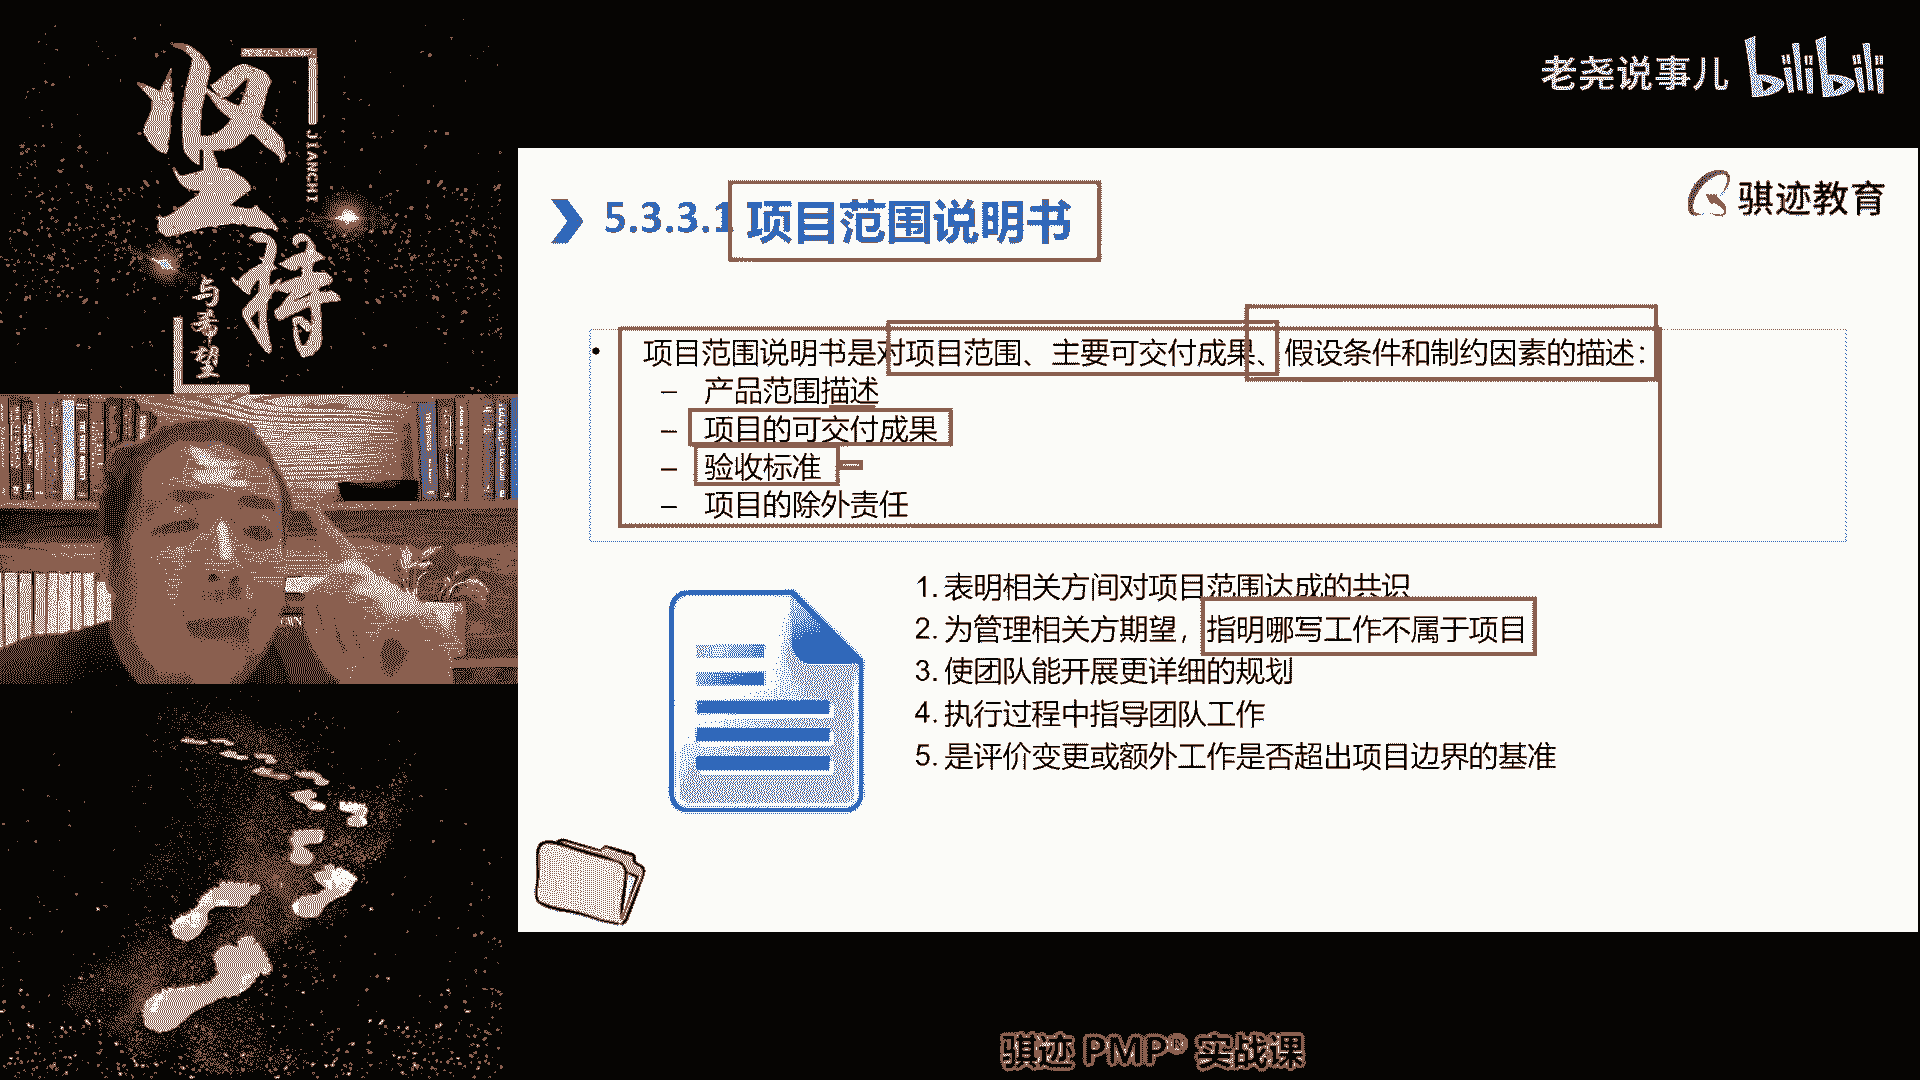 坚持
JIANCHI
与希望
老尧说事儿 bilibili
骐迹教育
5.3.3.1 项目范围说明书
• 项目范围说明书是对项目范围、主要可交付成果、假设条件和制约因素的描述：
– 产品范围描述
– 项目的可交付成果
– 验收标准
– 项目的除外责任
1. 表明相关方间对项目范围达成的共识
2. 为管理相关方期望，指明哪写工作不属于项目
3. 使团队能开展更详细的规划
4. 执行过程中指导团队工作
5. 是评价变更或额外工作是否超出项目边界的基准
骐迹 PMP® 实战课